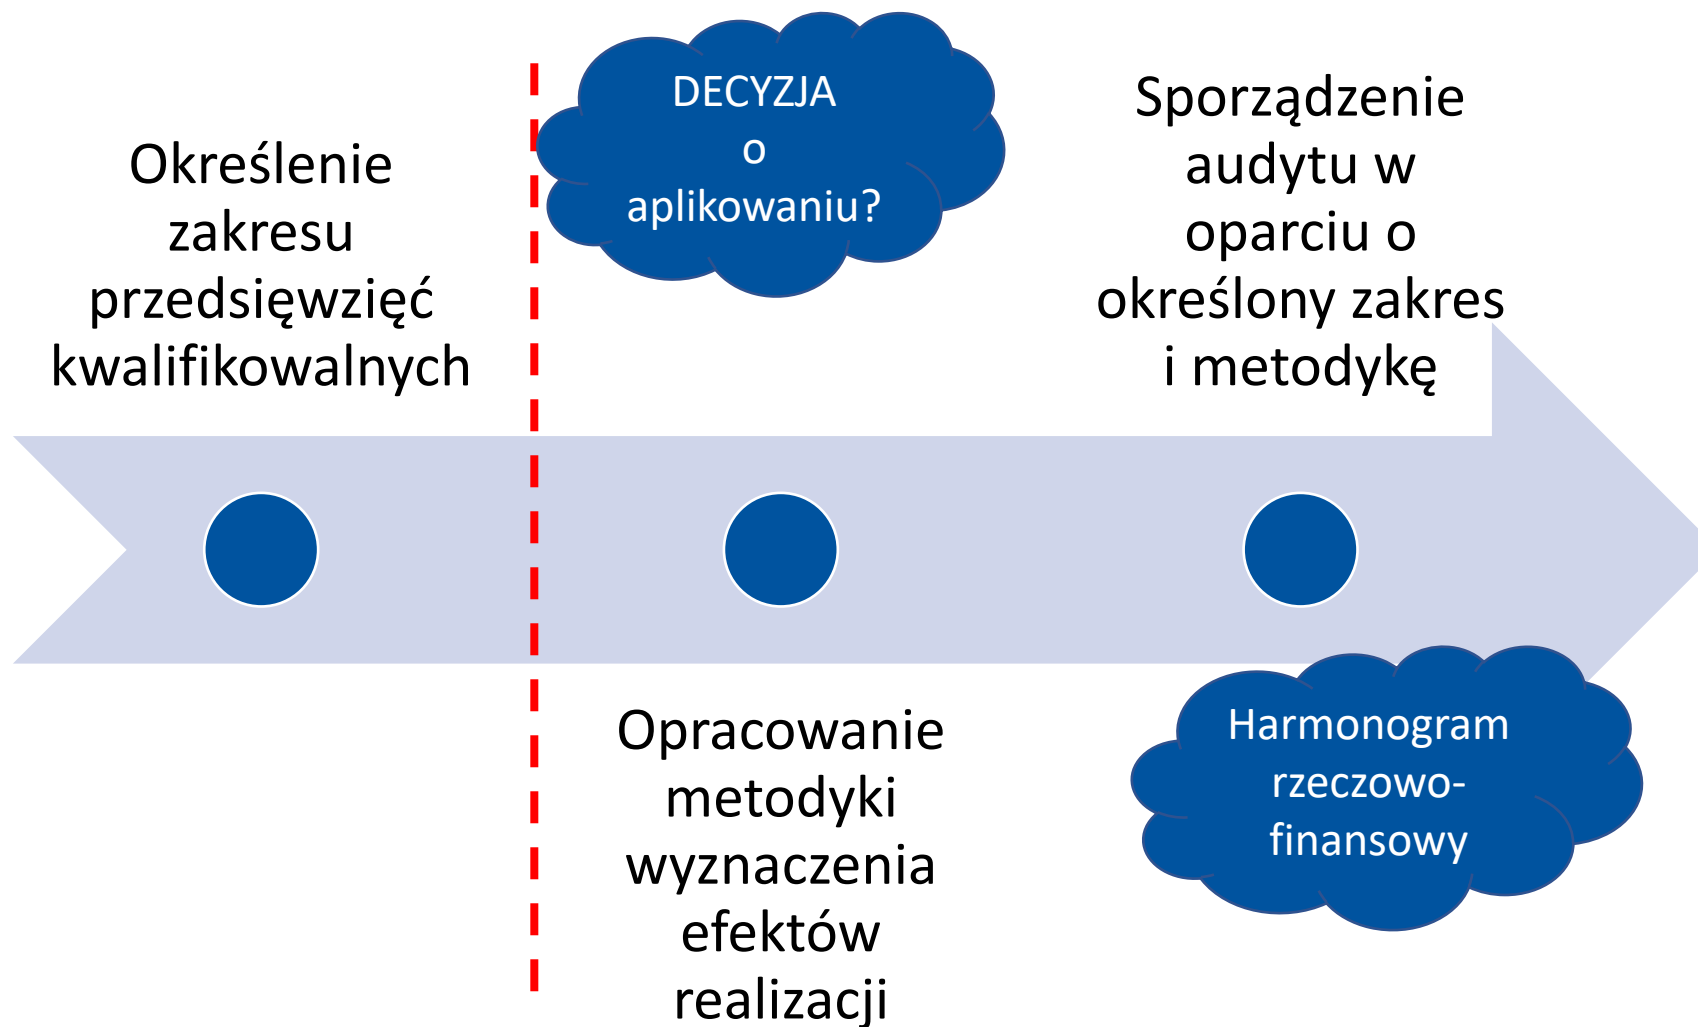 Określenie
zakresu
przedsięwzięć
kwalifikowalnych
DECYZJA
o
aplikowaniu?
Sporządzenie
audytu w
oparciu o
określony zakres
i metodykę
Opracowanie
metodyki
wyznaczenia
efektów
realizacji
Harmonogram
rzeczowo-
finansowy